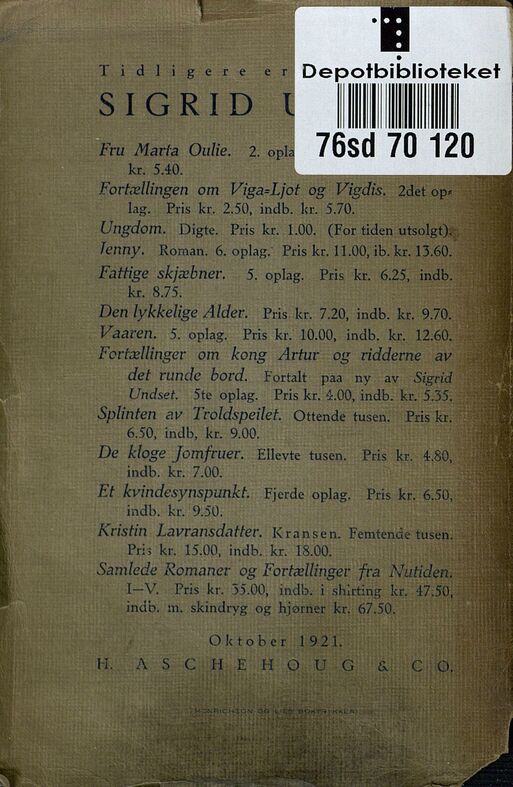 Depotbiblioteket
76sd 70 120
Tidligere er
SIGRID
Fru Marta Oulie. 2. opla
kr. 5.40.
Fortællingen om Viga-Ljot og Vigdis. 2det op-
lag. Pris kr. 2.50, indb. kr. 5.70.
Ungdom. Digte. Pris kr. 1.00. (For tiden utsolgt).
Jenny. Roman. 6. oplag. Pris kr. 11.00, ib. kr. 13.60.
Fattige skjæbner. 5. oplag. Pris kr. 6.25, indb.
kr. 8.75.
Den lykkelige Alder. Pris kr. 7.20, indb. kr. 9.70.
Vaaren. 5. oplag. Pris kr. 10.00, indb. kr. 12.60.
Fortællinger om kong Artur og ridderne av
det runde bord. Fortalt paa ny av Sigrid
Undset. 5te oplag. Pris kr. 4.00, indb. kr. 5.35.
Splinten av Troldspeilet. Ottende tusen. Pris kr.
6.50, indb. kr. 9.00.
De kloge Jomfruer. Ellevte tusen. Pris kr. 4.80,
indb. kr. 7.00.
Et kvindesynspunkt. Fjerde oplag. Pris kr. 6.50,
indb. kr. 9.50.
Kristin Lavransdatter. Kransen. Femtende tusen.
Pris kr. 15.00, indb. kr. 18.00.
Samlede Romaner og Fortællinger fra Nutiden.
I—V. Pris kr. 35.00, indb. i shirting kr. 47.50,
indb. m. skindryg og hjørner kr. 67.50.
Oktober 1921.
H. ASCHEHOUG & CO.